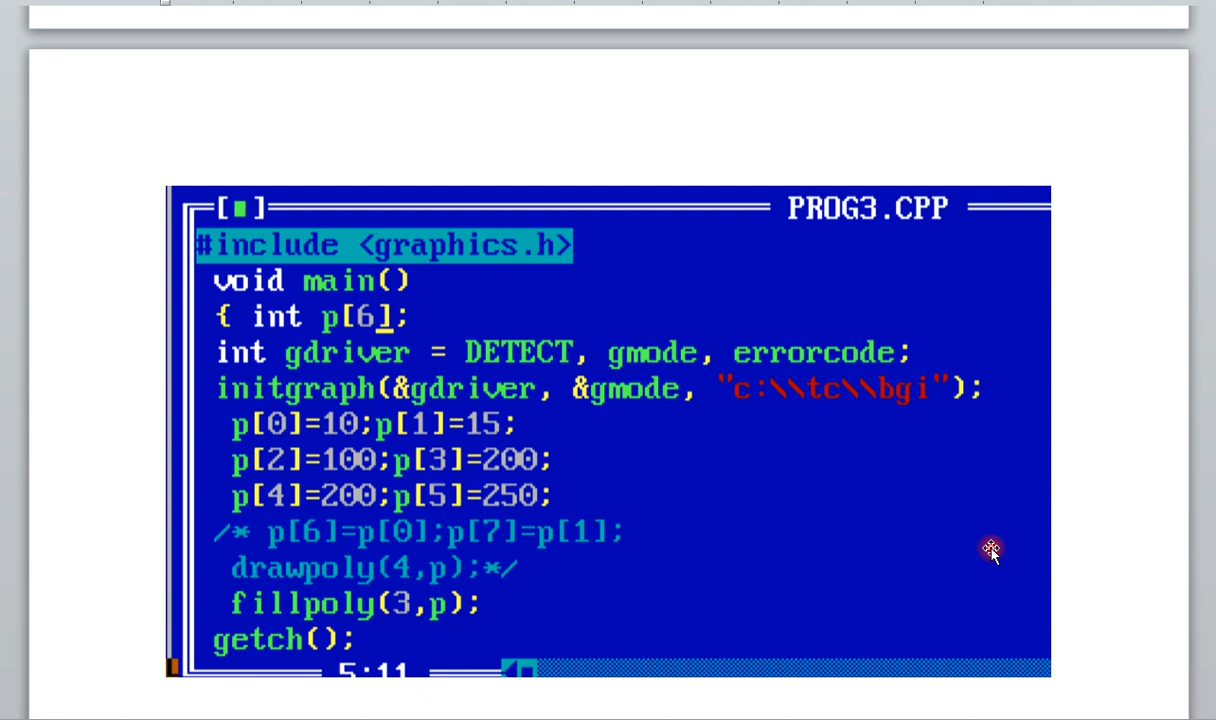 [■] PROG3.CPP
#include <graphics.h>
void main()
{ int p[6];
int gdriver = DETECT, gmode, errorcode;
initgraph(&gdriver, &gmode, "c:\\tc\\bgi");
p[0]=10;p[1]=15;
p[2]=100;p[3]=200;
p[4]=200;p[5]=250;
/* p[6]=p[0];p[7]=p[1];
drawpoly(4,p);*/
fillpoly(3,p);
getch();
5:11